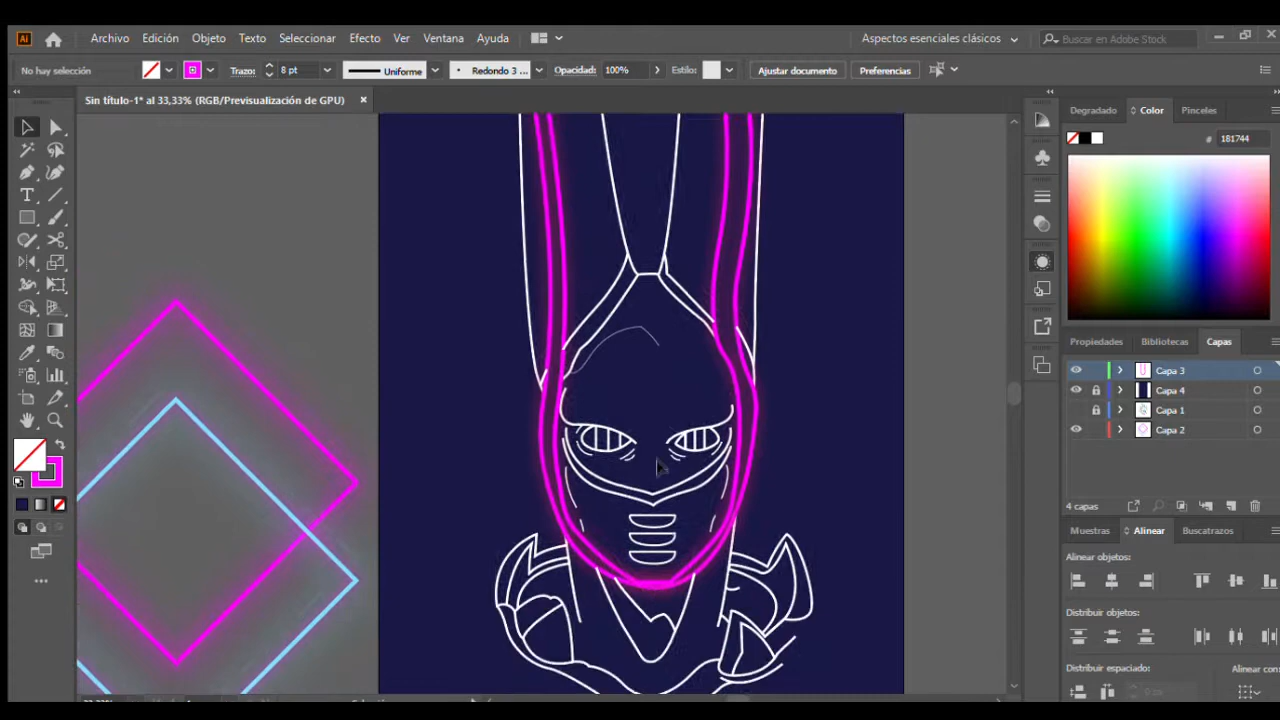 Ai
Archivo Edición Objeto Texto Seleccionar Efecto Ver Ventana Ayuda
Aspectos esenciales clásicos
Buscar en Adobe Stock
No hay selección
Trazo: 8 pt
Uniforme
Redondo 3 ...
Opacidad: 100%
Estilo:
Ajustar documento
Preferencias
Sin título-1* al 33,33% (RGB/Previsualización de GPU) ×
Degradado
Color
Pinceles
# 181744
Propiedades
Bibliotecas
Capas
Capa 3
Capa 4
Capa 1
Capa 2
4 capas
Muestras
Alinear
Buscatrazos
Alinear objetos:
Distribuir objetos:
Distribuir espaciado:
Alinear con:
0 px